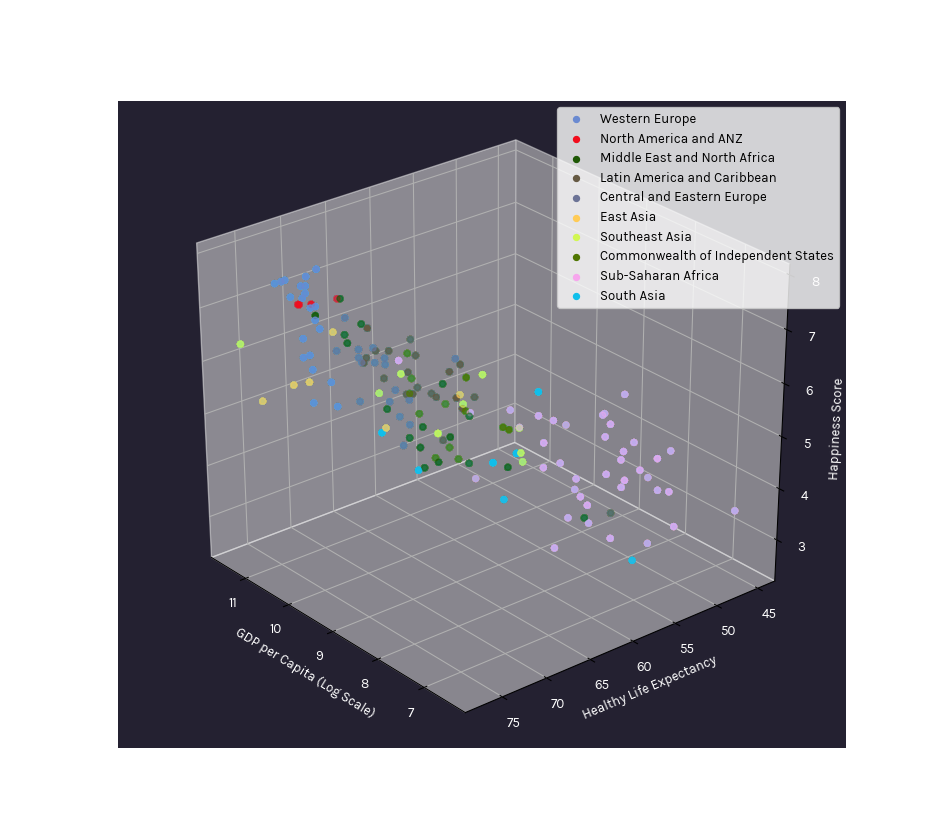 Western Europe
North America and ANZ
Middle East and North Africa
Latin America and Caribbean
Central and Eastern Europe
East Asia
Southeast Asia
Commonwealth of Independent States
Sub-Saharan Africa
South Asia
8
7
6
5
4
3
Happiness Score
11
10
9
8
7
GDP per Capita (Log Scale)
45
50
55
60
65
70
75
Healthy Life Expectancy